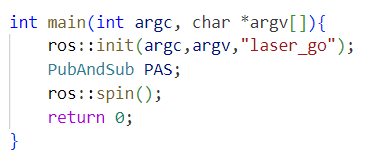 int main(int argc, char *argv[]){
    ros::init(argc,argv,"laser_go");
    PubAndSub PAS;
    ros::spin();
    return 0;
}